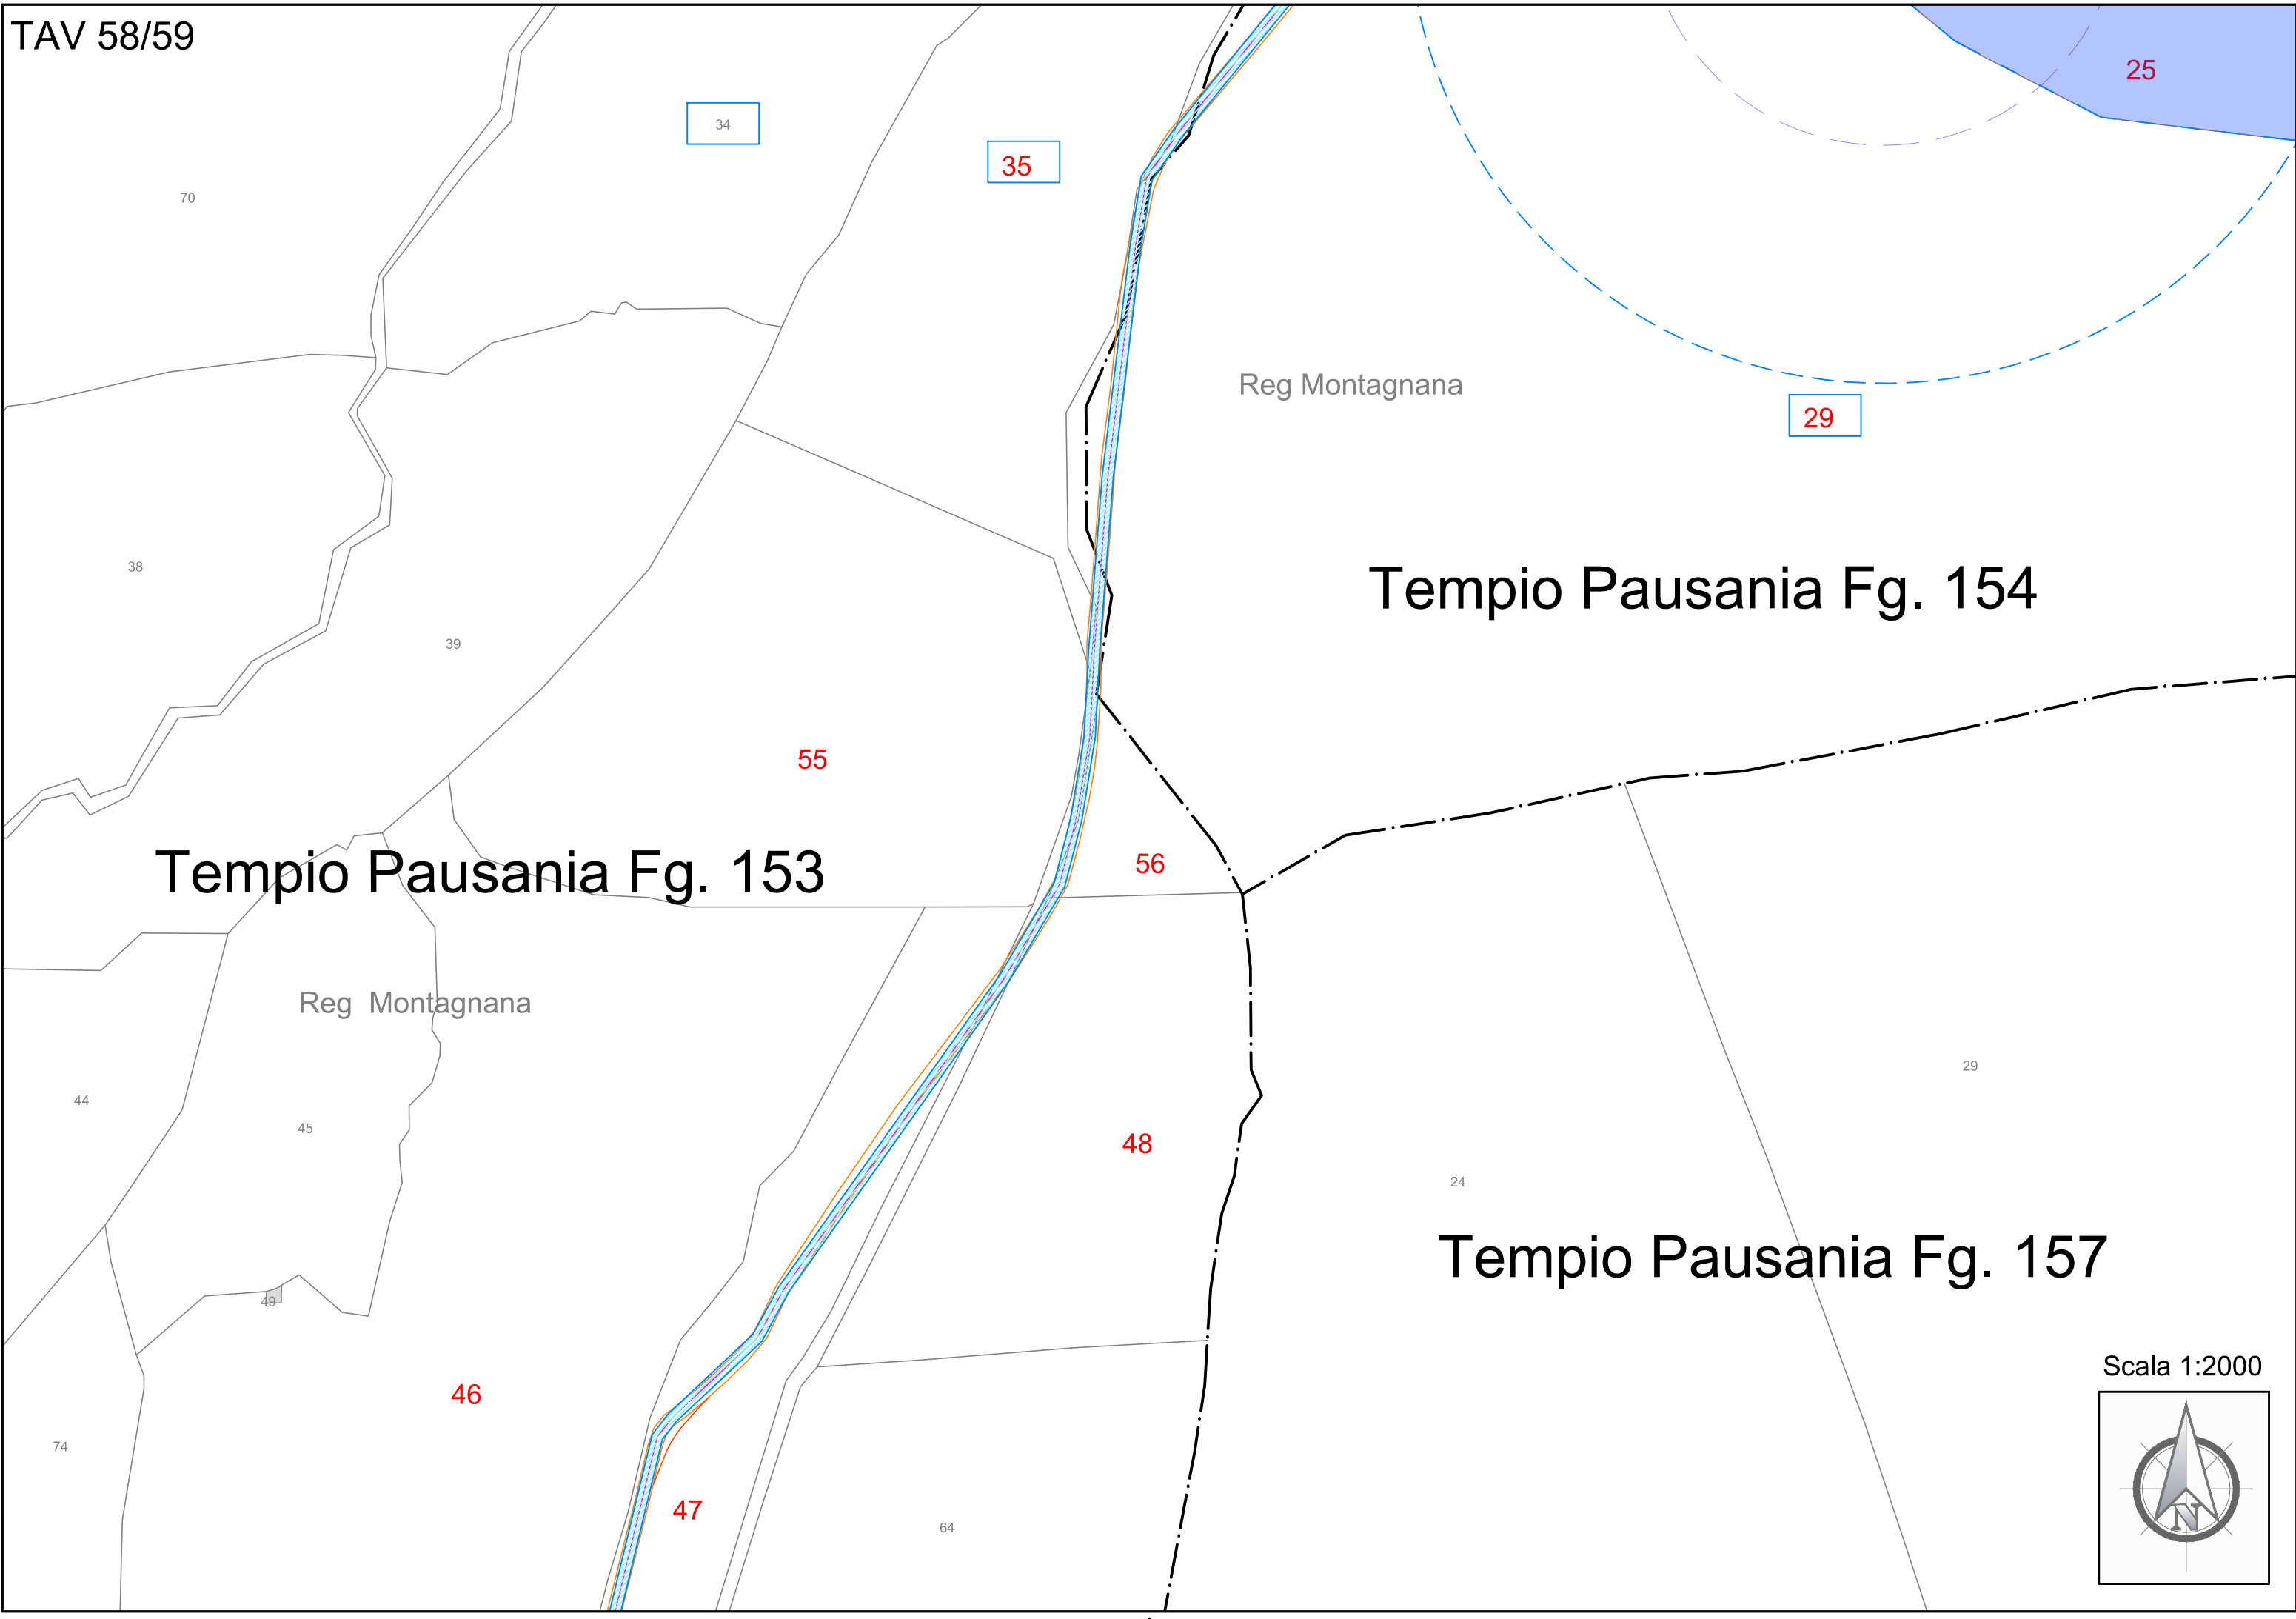 TAV 58/59
25
34
35
70
Reg Montagnana
29
38
Tempio Pausania Fg. 154
39
55
56
Tempio Pausania Fg. 153
Reg Montagnana
29
44
45
48
24
Tempio Pausania Fg. 157
49
Scala 1:2000
46
74
47
64
N